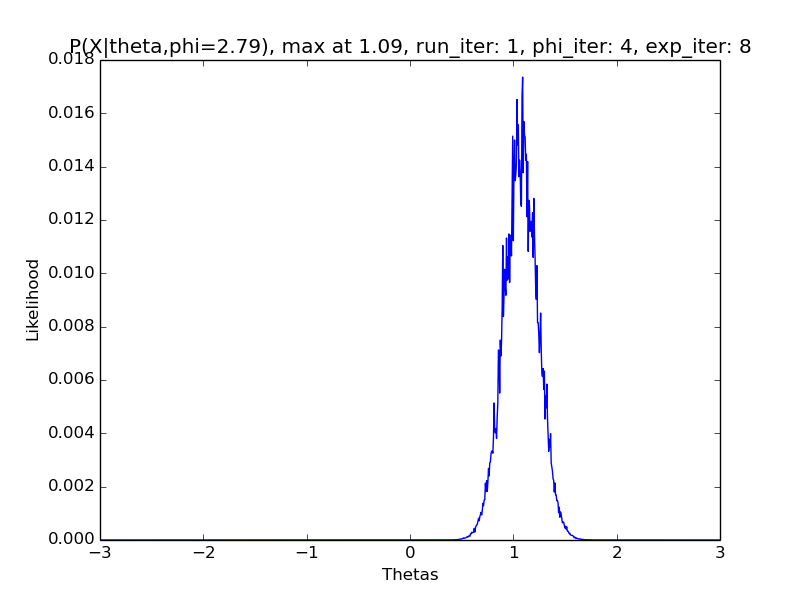 P(X|theta,phi=2.79), max at 1.09, run_iter: 1, phi_iter: 4, exp_iter: 8
0.018
0.016
0.014
0.012
0.010
0.008
0.006
0.004
0.002
0.000
Likelihood
−3 −2 −1 0 1 2 3
Thetas